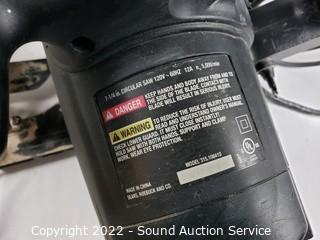 7-1/4 in. CIRCULAR SAW 120V ~ 60HZ 12A n₀ 5,000/min
DANGER
KEEP HANDS AND BODY AWAY FROM AND TO
THE SIDE OF THE BLADE. CONTACT WITH
BLADE WILL RESULT IN SERIOUS INJURY.
WARNING
TO REDUCE THE RISK OF INJURY, USER MUST
READ AND UNDERSTAND OWNER'S MANUAL.
CHECK LOWER GUARD. IT MUST CLOSE INSTANTLY!
HOLD SAW WITH BOTH HANDS. SUPPORT AND CLAMP
WORK. WEAR EYE PROTECTION.
MADE IN CHINA
SEARS, ROEBUCK AND CO.
UL
Copyright © 2022 - Sound Auction Service